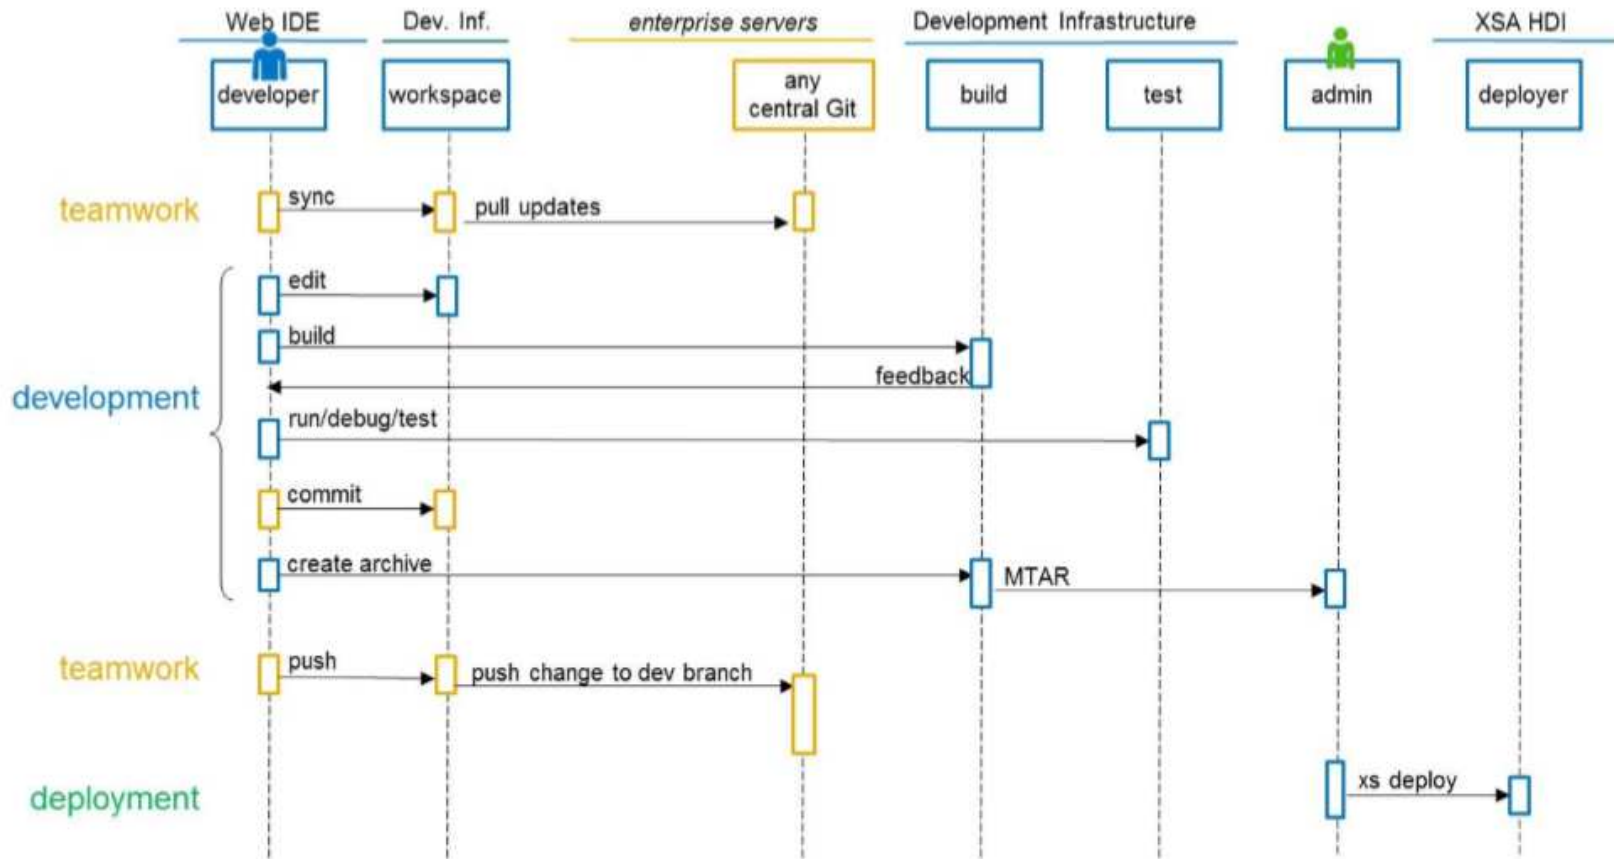 Web IDE
Dev. Inf.
enterprise servers
Development Infrastructure
XSA HDI
developer
workspace
any
central Git
build
test
admin
deployer
teamwork
sync
pull updates
edit
build
feedback
development
run/debug/test
commit
create archive
MTAR
teamwork
push
push change to dev branch
deployment
xs deploy